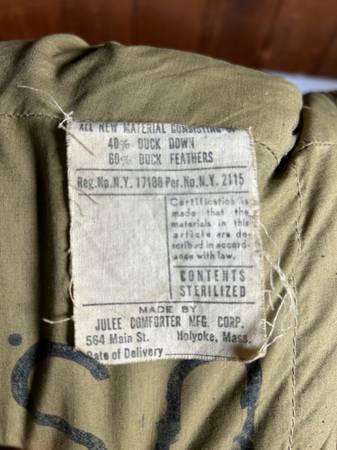 ALL NEW MATERIAL CONSISTING OF
40% DUCK DOWN
60% DUCK FEATHERS
Reg.No.N.Y. 17188 Per.No.N.Y. 2115
Certification is
made that the
materials in this
article are de-
scribed in accord-
ance with law.
CONTENTS
STERILIZED
MADE BY
JULEE COMFORTER MFG. CORP.
564 Main St. Holyoke, Mass.
Date of Delivery